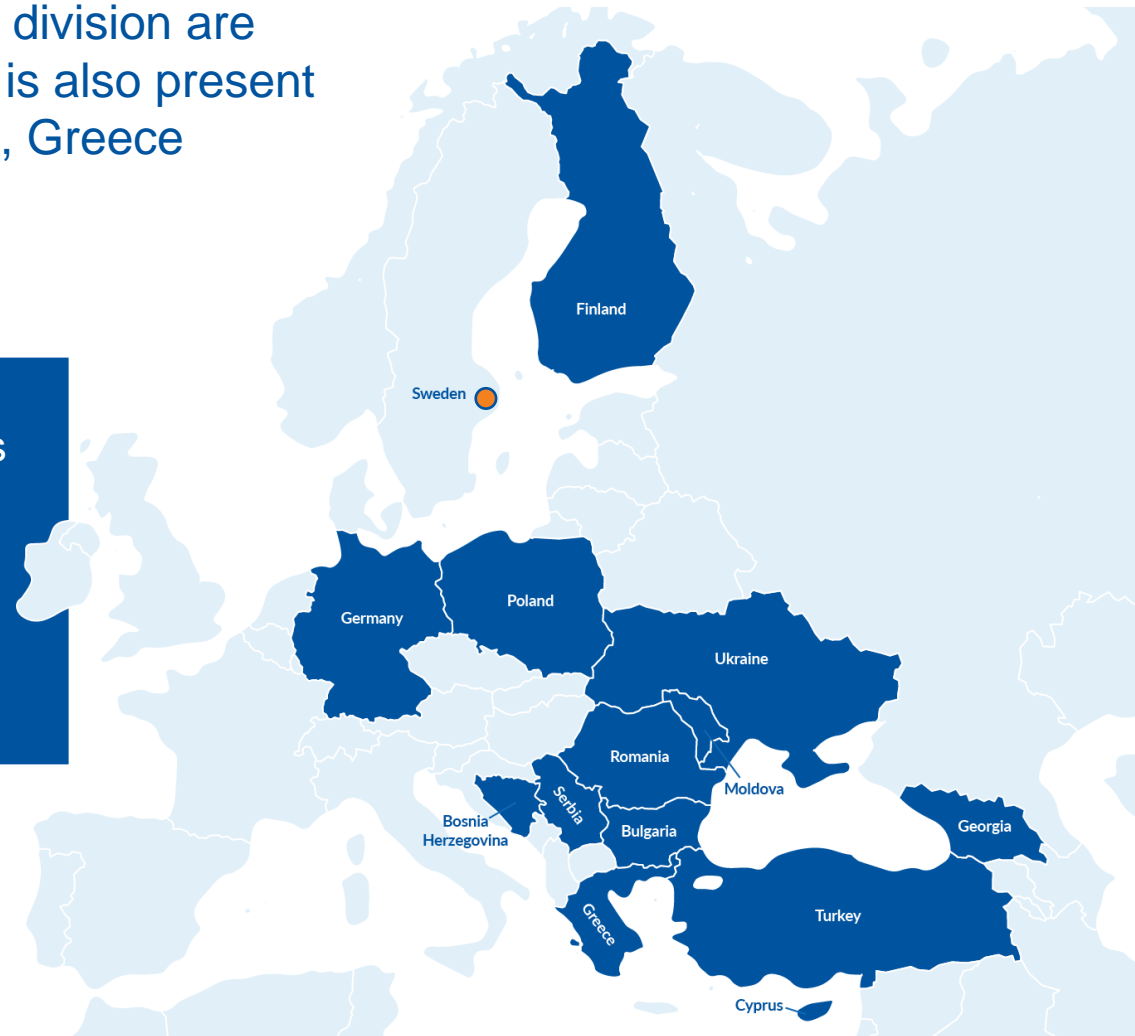 division are
is also present
, Greece
s
Finland
Sweden
Germany
Poland
Ukraine
Romania
Moldova
Serbia
Bosnia
Herzegovina
Bulgaria
Georgia
Greece
Turkey
Cyprus